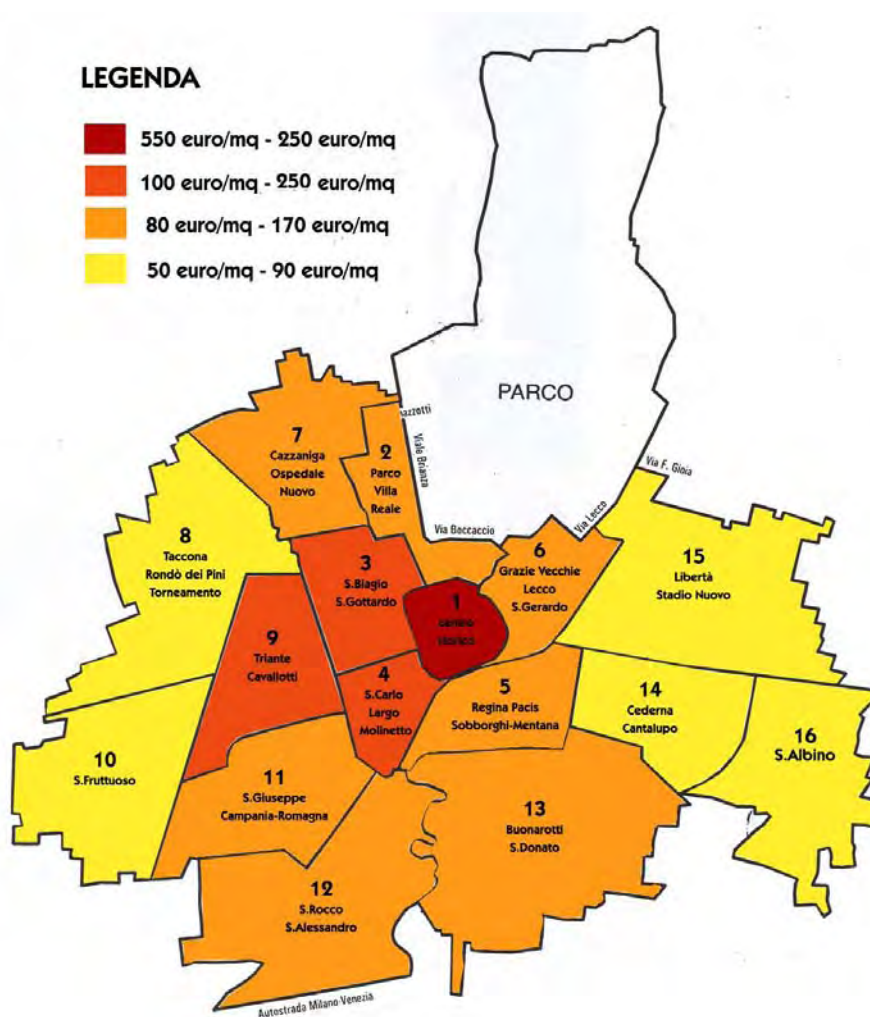 LEGENDA
550 euro/mq - 250 euro/mq
100 euro/mq - 250 euro/mq
80 euro/mq - 170 euro/mq
50 euro/mq - 90 euro/mq
PARCO
azzotti
Viale Brianza
Via Boccaccio
Via Lecco
Via F. Gioia
7
Cazzaniga
Ospedale
Nuovo
2
Parco
Villa
Reale
8
Taccona
Rondò dei Pini
Torneamento
3
S.Biagio
S.Gottardo
6
Grazie Vecchie
Lecco
S.Gerardo
15
Libertà
Stadio Nuovo
1
centro
storico
9
Triante
Cavallotti
4
S.Carlo
Largo
Molinetto
5
Regina Pacis
Sobborghi-Mentana
14
Cederna
Cantalupo
16
S.Albino
10
S.Fruttuoso
11
S.Giuseppe
Campania-Romagna
13
Buonarotti
S.Donato
12
S.Rocco
S.Alessandro
Autostrada Milano-Venezia